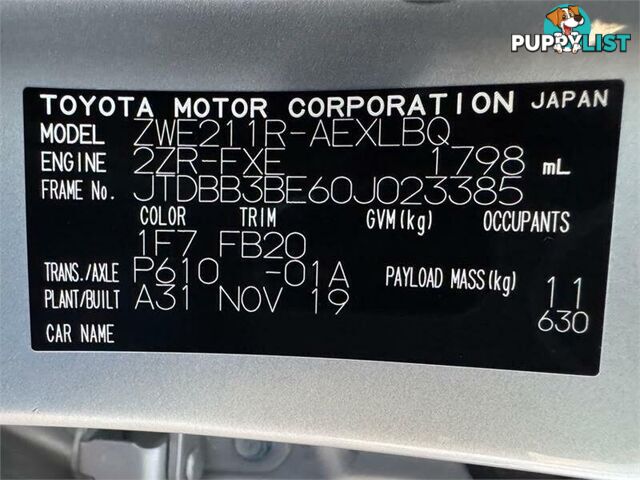 PUPPYLIST
TOYOTA MOTOR CORPORATION JAPAN
MODEL ZWE211R-AEXLBQ
ENGINE 2ZR-FXE 1798 mL
FRAME No. JTDBB3BE60J023385
COLOR TRIM GVM(kg) OCCUPANTS
1F7 FB20
TRANS./AXLE P610 -01A PAYLOAD MASS(kg) 11
PLANT/BUILT A31 NOV 19 630
CAR NAME